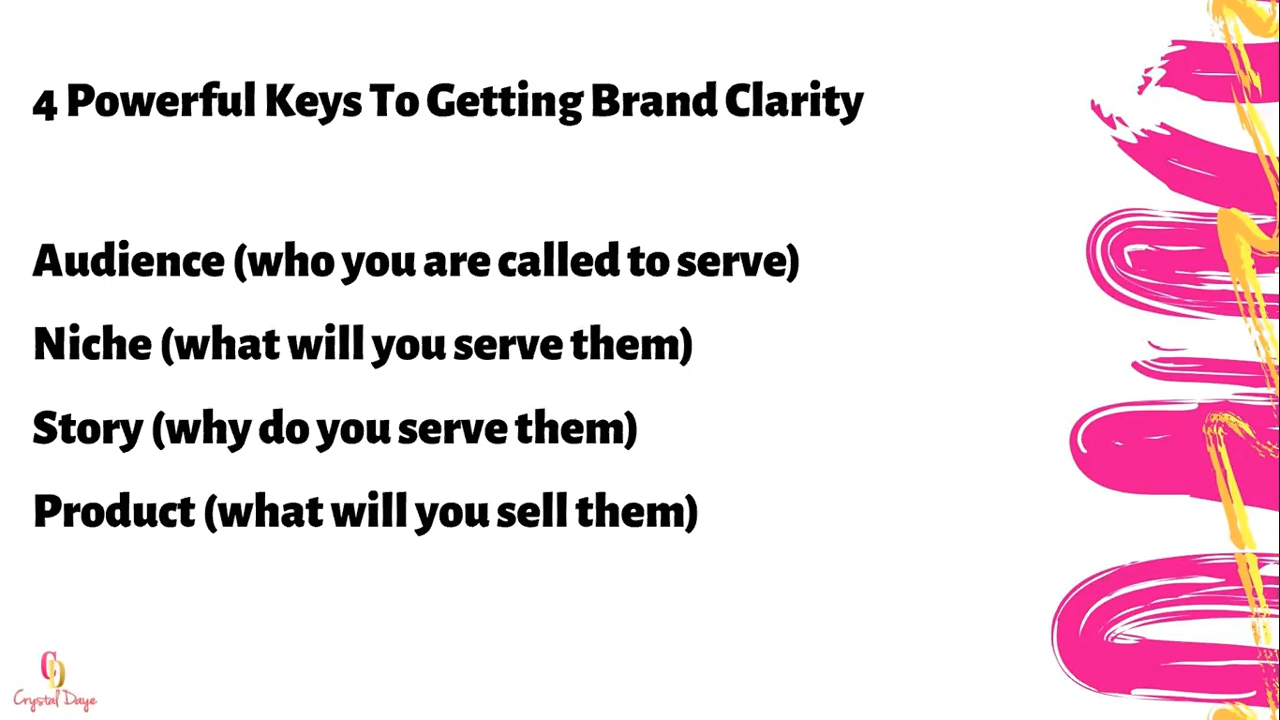 4 Powerful Keys To Getting Brand Clarity
Audience (who you are called to serve)
Niche (what will you serve them)
Story (why do you serve them)
Product (what will you sell them)
CD
Crystal Daye